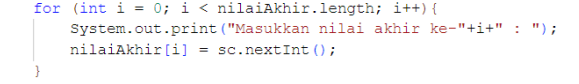 for (int i = 0; i < nilaiAkhir.length; i++){
System.out.print("Masukkan nilai akhir ke-"+i+" : ");
nilaiAkhir[i] = sc.nextInt();
}